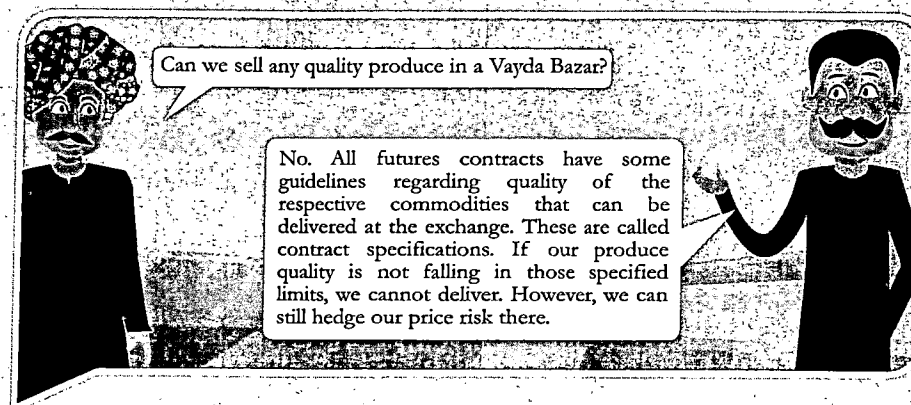 Can we sell any quality produce in a Vayda Bazar?
No. All futures contracts have some
guidelines regarding quality of the
respective commodities that can be
delivered at the exchange. These are called
contract specifications. If our produce
quality is not falling in those specified
limits, we cannot deliver. However, we can
still hedge our price risk there.